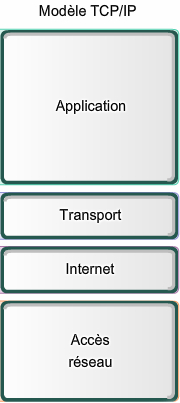 Modèle TCP/IP
Application
Transport
Internet
Accès
réseau